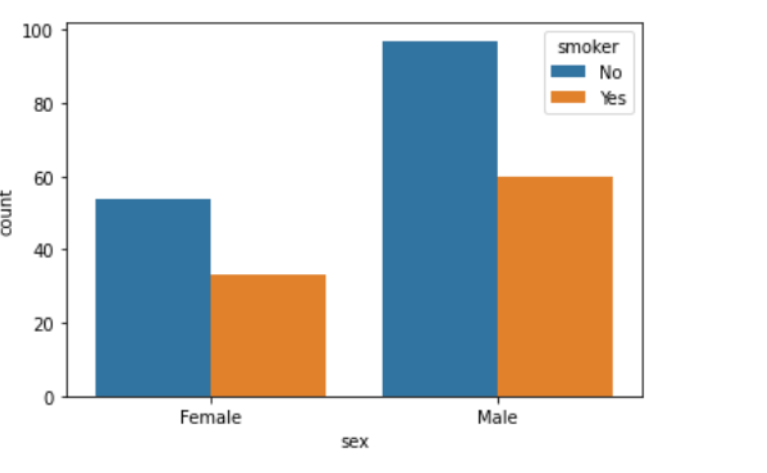 100
80
60
40
20
0
count
smoker
No
Yes
Female
Male
sex